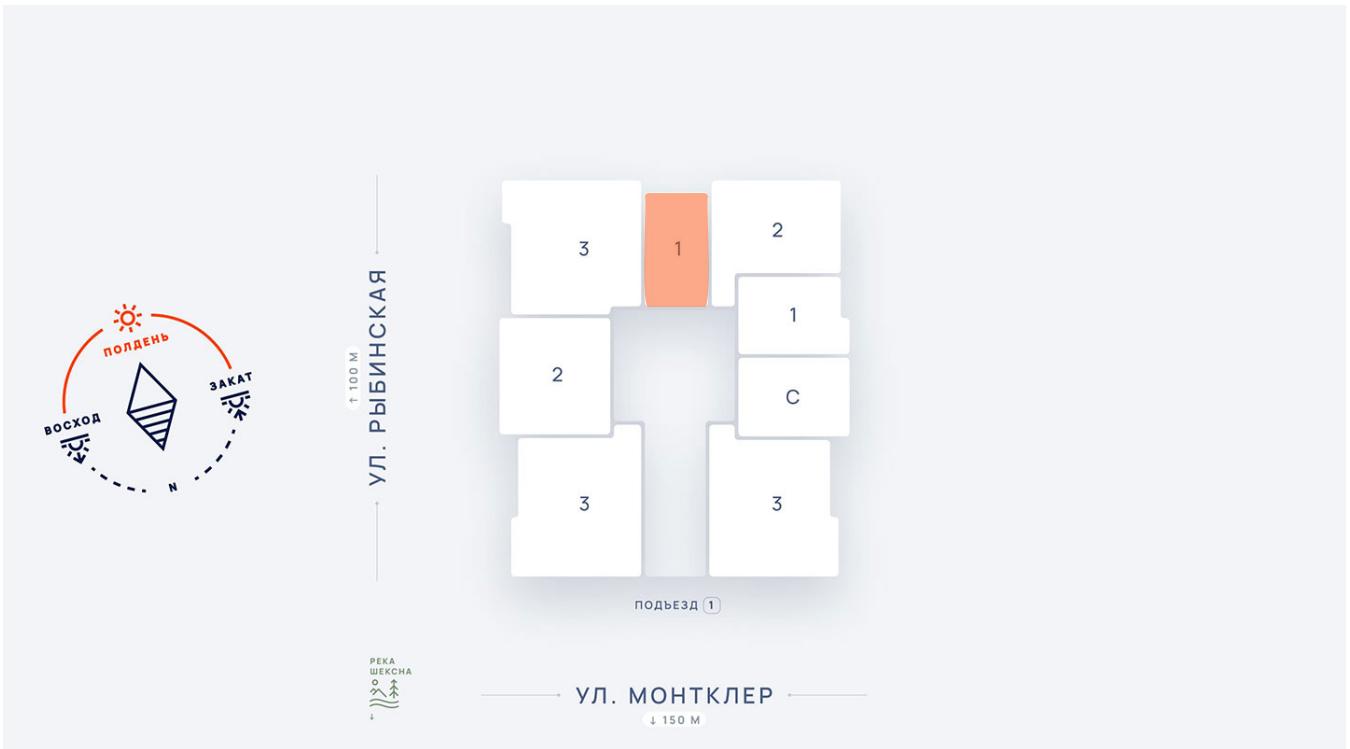 3
1
2
1
2
С
3
3
ПОЛДЕНЬ
ЗАКАТ
ВОСХОД
N
УЛ. РЫБИНСКАЯ
↑ 100 М
ПОДЪЕЗД 1
РЕКА
ШЕКСНА
↓
УЛ. МОНТКЛЕР
↓ 150 М